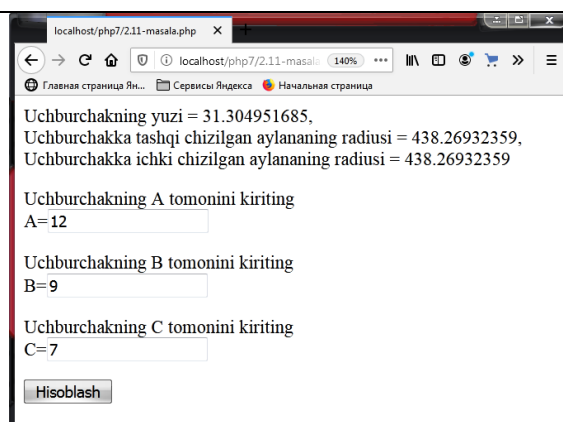 localhost/php7/2.11-masala.php
localhost/php7/2.11-masala 140%
Главная страница Ян... Сервисы Яндекса Начальная страница
Uchburchakning yuzi = 31.304951685,
Uchburchakka tashqi chizilgan aylananing radiusi = 438.26932359,
Uchburchakka ichki chizilgan aylananing radiusi = 438.26932359
Uchburchakning A tomonini kiriting
A=12
Uchburchakning B tomonini kiriting
B=9
Uchburchakning C tomonini kiriting
C=7
Hisoblash